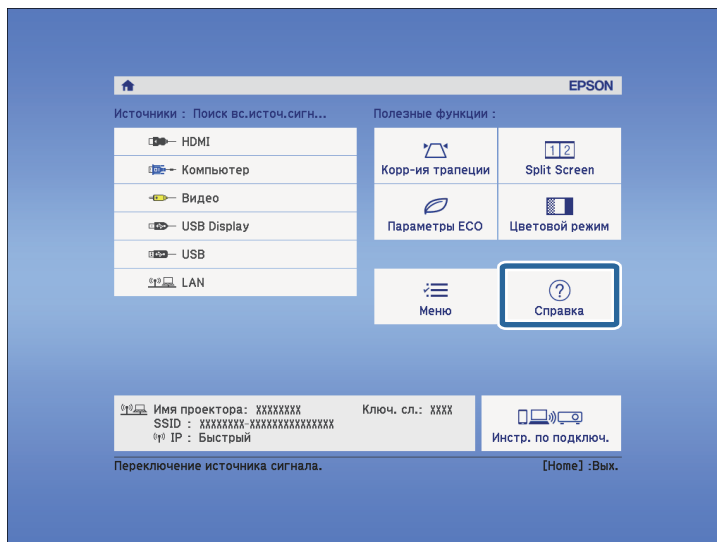 EPSON
Источники : Поиск вс.источ.сигн...
HDMI
Компьютер
Видео
USB Display
USB
LAN
Полезные функции :
Корр-ия трапеции
1 2
Split Screen
Параметры ECO
Цветовой режим
Меню
?
Справка
Имя проектора: XXXXXXXX Ключ. сл.: XXXX
SSID : XXXXXXXX-XXXXXXXXXXXXXXX
IP : Быстрый
Инстр. по подключ.
Переключение источника сигнала. [Home] :Вых.